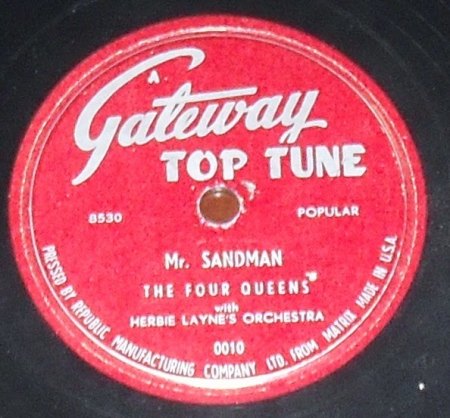 A
Gateway
TOP TUNE
8530 POPULAR
Mr. SANDMAN
THE FOUR QUEENS
with
HERBIE LAYNE'S ORCHESTRA
0010
PRESSED BY REPUBLIC MANUFACTURING COMPANY LTD. FROM MATRIX MADE IN U.S.A.